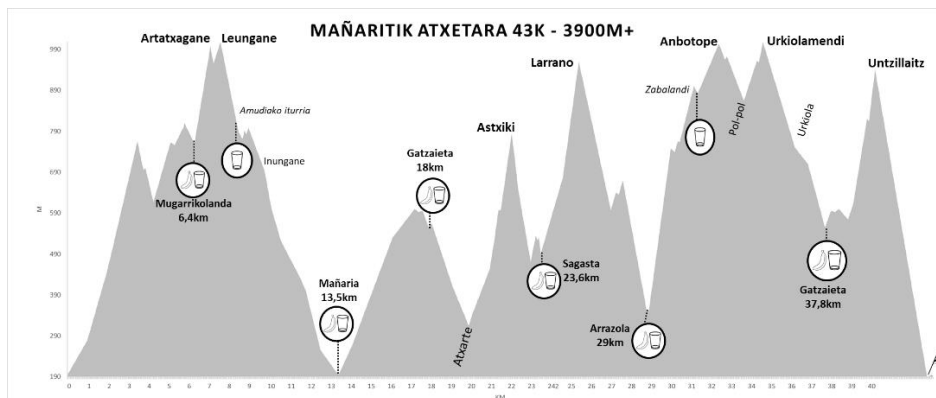 MAÑARITIK ATXETARA 43K - 3900M+
Artatxagane
Leungane
Larrano
Anbotope
Urkiolamendi
Untzillaitz
Amudiako iturria
Inungane
Mugarrikolanda
6,4km
Mañaria
13,5km
Gatzaieta
18km
Atxarte
Astxiki
Sagasta
23,6km
Arrazola
29km
Zabalandi
Pol-pol
Urkiola
Gatzaieta
37,8km
M
990
890
790
690
590
490
390
290
190
0 1 2 3 4 5 6 7 8 9 10 11 12 13 14 15 16 17 18 19 20 21 22 23 242 25 26 27 28 29 30 31 32 33 34 35 36 37 38 39 40
KM